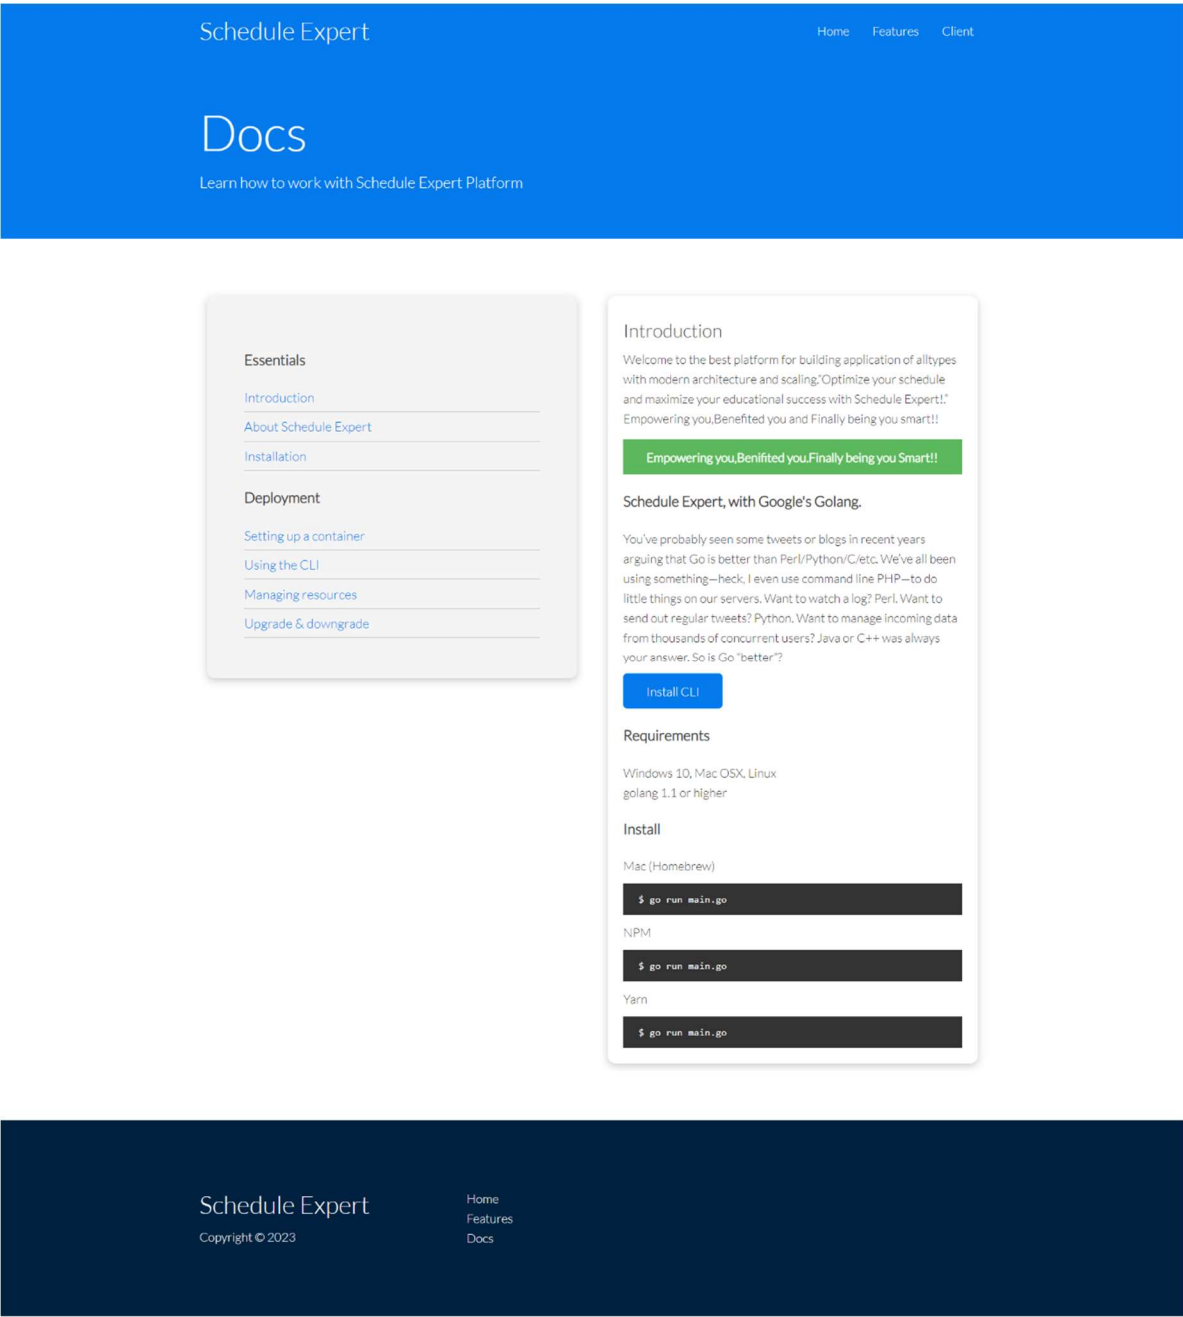 Schedule Expert
Home Features Client
Docs
Learn how to work with Schedule Expert Platform
Essentials
Introduction
About Schedule Expert
Installation
Deployment
Setting up a container
Using the CLI
Managing resources
Upgrade & downgrade
Introduction
Welcome to the best platform for building application of alltypes
with modern architecture and scaling."Optimize your schedule
and maximize your educational success with Schedule Expert!."
Empowering you,Benefited you and Finally being you smart!!
Empowering you,Benifited you.Finally being you Smart!!
Schedule Expert, with Google's Golang.
You've probably seen some tweets or blogs in recent years
arguing that Go is better than Perl/Python/C/etc. We've all been
using something—heck, I even use command line PHP—to do
little things on our servers. Want to watch a log? Perl. Want to
send out regular tweets? Python. Want to manage incoming data
from thousands of concurrent users? Java or C++ was always
your answer. So is Go "better"?
Install CLI
Requirements
Windows 10, Mac OSX, Linux
golang 1.1 or higher
Install
Mac (Homebrew)
$ go run main.go
NPM
$ go run main.go
Yarn
$ go run main.go
Schedule Expert
Copyright © 2023
Home
Features
Docs